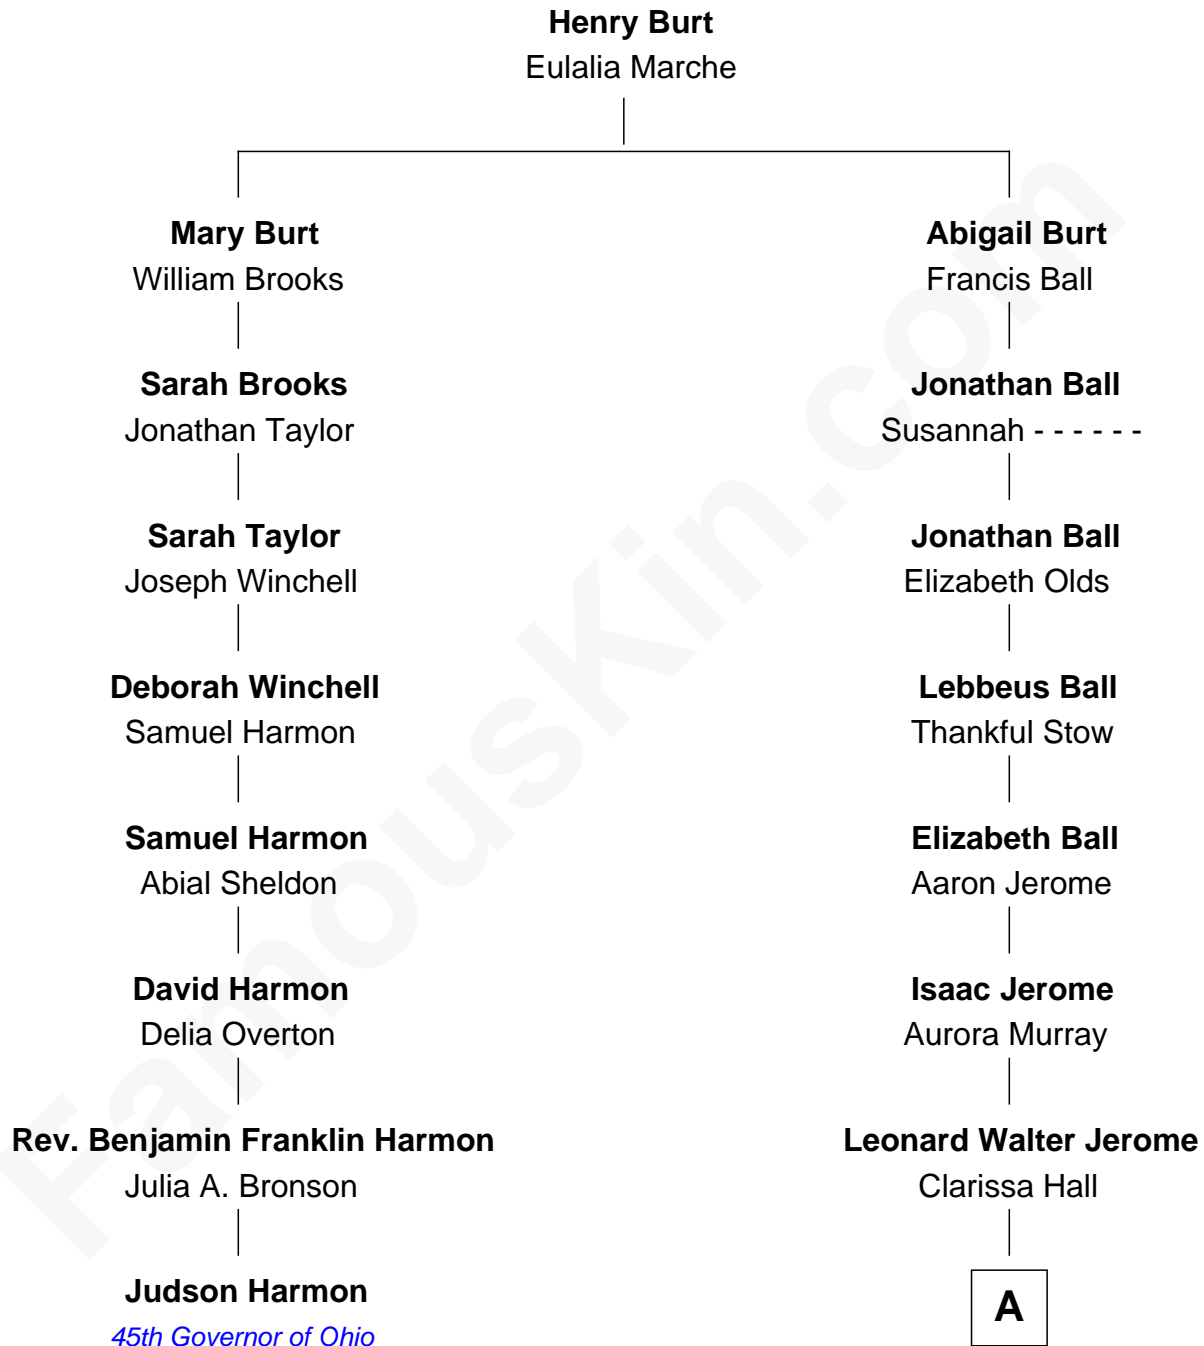 Henry Burt
Eulalia Marche
Mary Burt
William Brooks
Abigail Burt
Francis Ball
Sarah Brooks
Jonathan Taylor
Jonathan Ball
Susannah - - - - - -
Sarah Taylor
Joseph Winchell
Jonathan Ball
Elizabeth Olds
Deborah Winchell
Samuel Harmon
Lebbeus Ball
Thankful Stow
Samuel Harmon
Abial Sheldon
Elizabeth Ball
Aaron Jerome
David Harmon
Delia Overton
Isaac Jerome
Aurora Murray
Rev. Benjamin Franklin Harmon
Julia A. Bronson
Leonard Walter Jerome
Clarissa Hall
Judson Harmon
45th Governor of Ohio
A
FamousKin.com